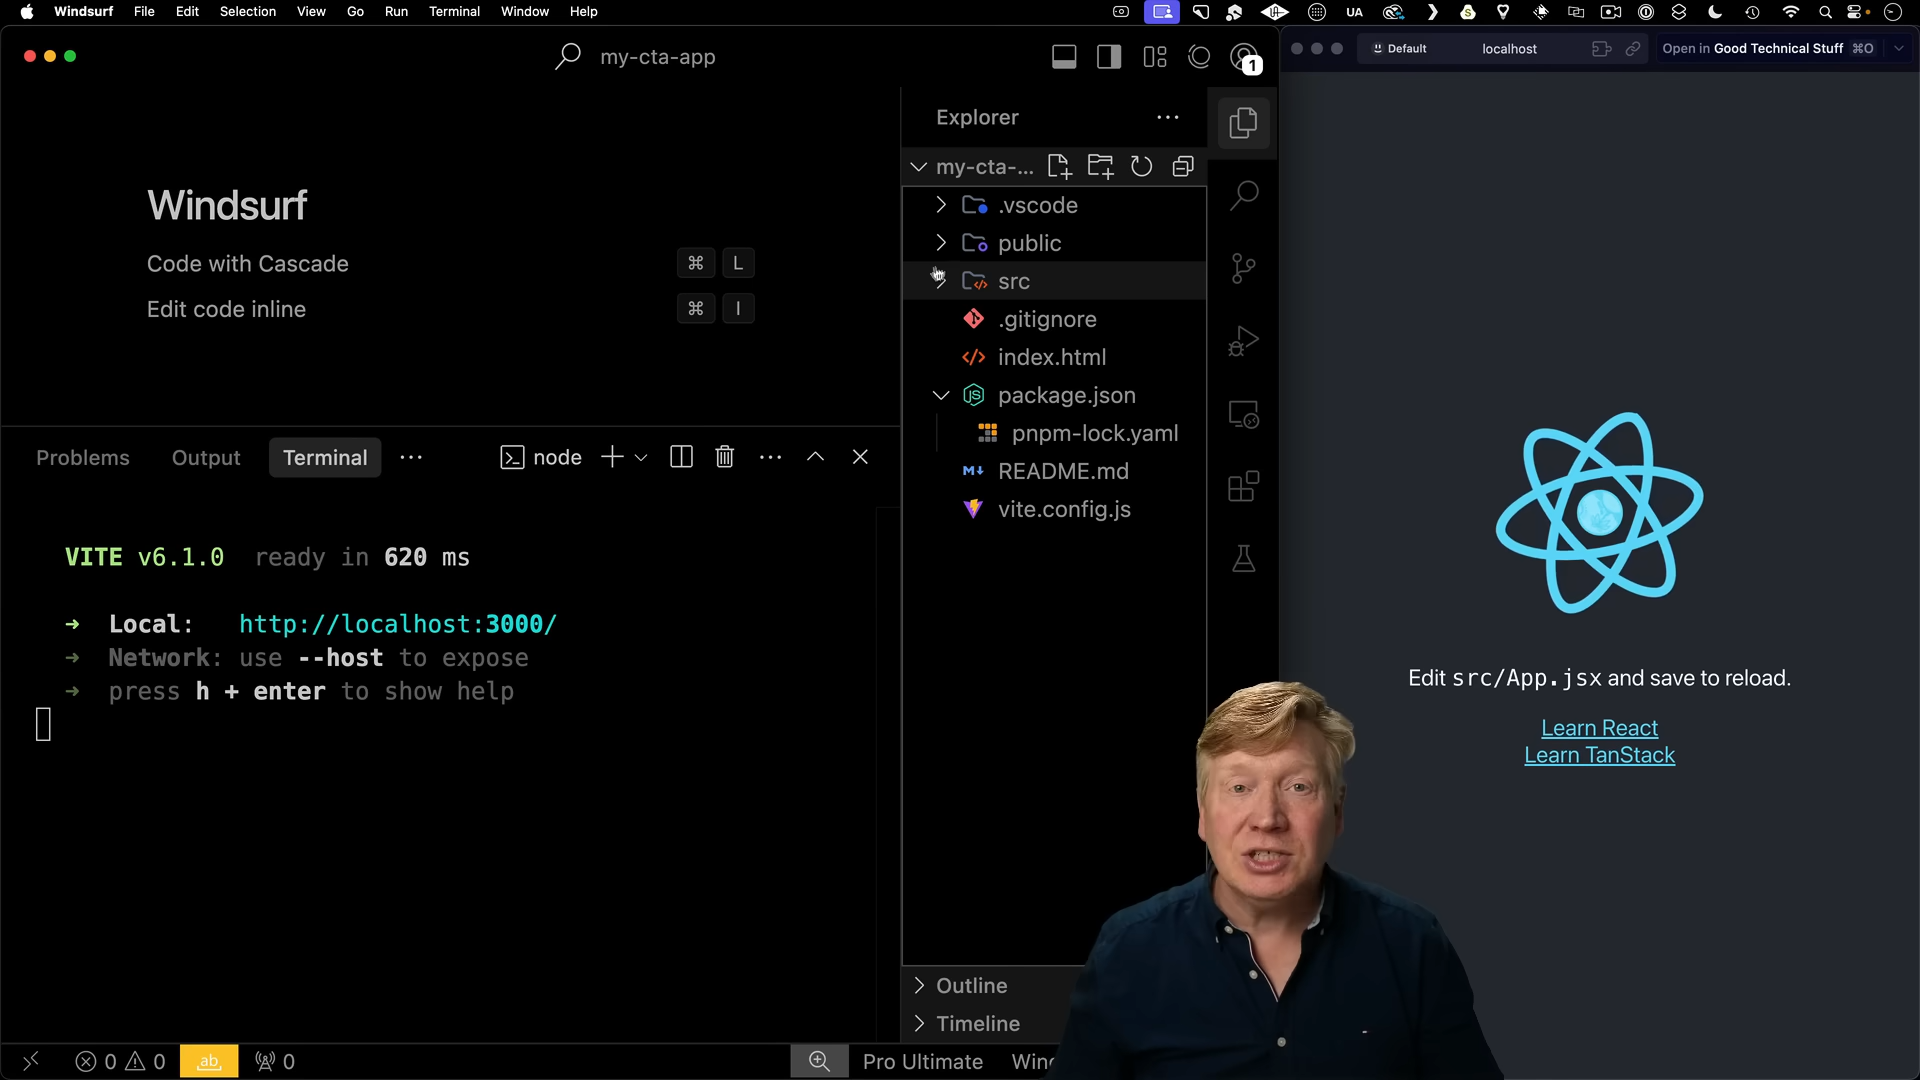 Windsurf File Edit Selection View Go Run Terminal Window Help
UA
my-cta-app
1
Default
localhost
Open in Good Technical Stuff ⌘O
Windsurf
Code with Cascade ⌘ L
Edit code inline ⌘ I
Explorer
my-cta-...
.vscode
public
src
.gitignore
index.html
package.json
pnpm-lock.yaml
README.md
vite.config.js
Outline
Timeline
Problems Output Terminal
node
VITE v6.1.0 ready in 620 ms
➜ Local: http://localhost:3000/
➜ Network: use --host to expose
➜ press h + enter to show help
Edit src/App.jsx and save to reload.
Learn React
Learn TanStack
0 0 ab 0
Pro Ultimate